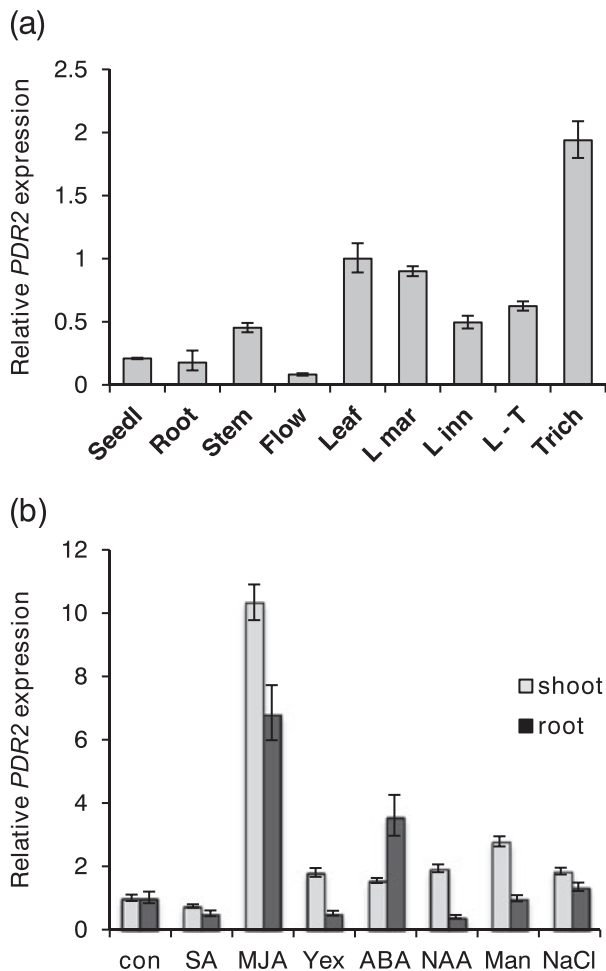 (a)
Relative PDR2 expression
2.5
2
1.5
1
0.5
0
Seedl Root Stem Flow Leaf L mar L inn L - T Trich
(b)
Relative PDR2 expression
12
10
8
6
4
2
0
shoot
root
con SA MJA Yex ABA NAA Man NaCl